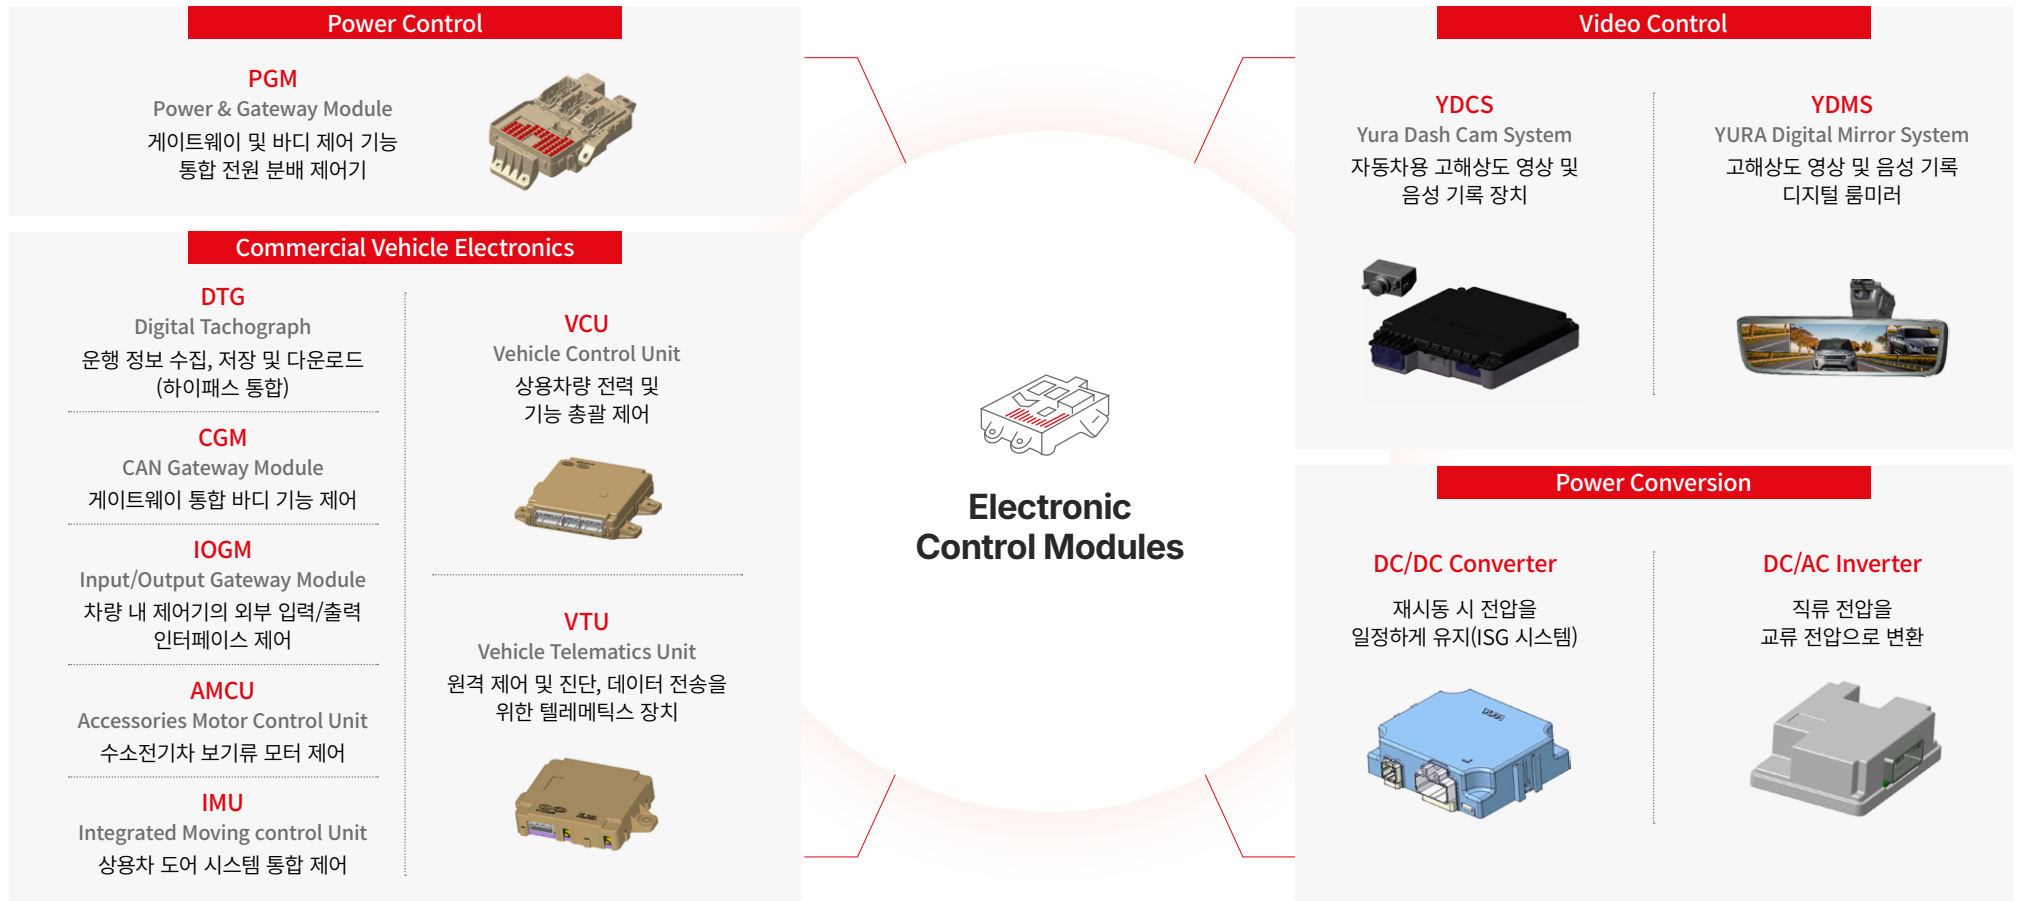 Power Control
PGM
Power & Gateway Module
게이트웨이 및 바디 제어 기능
통합 전원 분배 제어기
Commercial Vehicle Electronics
DTG
Digital Tachograph
운행 정보 수집, 저장 및 다운로드
(하이패스 통합)
CGM
CAN Gateway Module
게이트웨이 통합 바디 기능 제어
IOGM
Input/Output Gateway Module
차량 내 제어기의 외부 입력/출력
인터페이스 제어
AMCU
Accessories Motor Control Unit
수소전기차 보기류 모터 제어
IMU
Integrated Moving control Unit
상용차 도어 시스템 통합 제어
VCU
Vehicle Control Unit
상용차량 전력 및
기능 총괄 제어
VTU
Vehicle Telematics Unit
원격 제어 및 진단, 데이터 전송을
위한 텔레메틱스 장치
Electronic
Control Modules
Video Control
YDCS
Yura Dash Cam System
자동차용 고해상도 영상 및
음성 기록 장치
YDMS
YURA Digital Mirror System
고해상도 영상 및 음성 기록
디지털 룸미러
Power Conversion
DC/DC Converter
재시동 시 전압을
일정하게 유지(ISG 시스템)
YURA
DC/AC Inverter
직류 전압을
교류 전압으로 변환